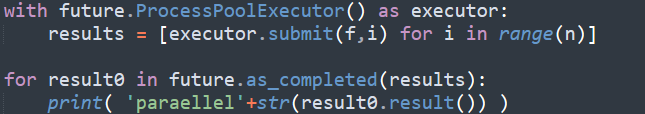 with future.ProcessPoolExecutor() as executor:
    results = [executor.submit(f,i) for i in range(n)]

for result0 in future.as_completed(results):
    print( 'paraellel'+str(result0.result()) )